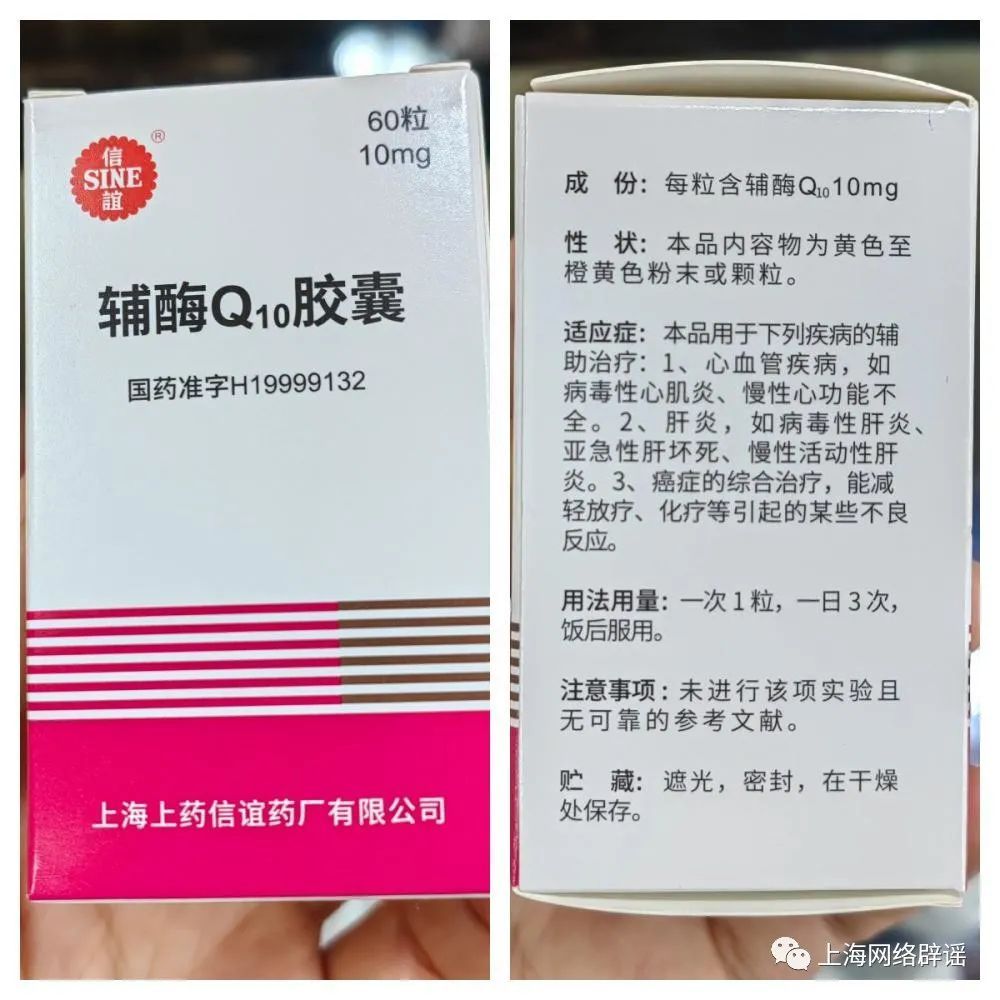 60粒
10mg
信
SINE
誼
®
辅酶Q10胶囊
国药准字H19999132
上海上药信谊药厂有限公司
成 份：每粒含辅酶Q10 10mg
性 状：本品内容物为黄色至
橙黄色粉末或颗粒。
适应症：本品用于下列疾病的辅
助治疗：1、心血管疾病，如
病毒性心肌炎、慢性心功能不
全。2、肝炎，如病毒性肝炎、
亚急性肝坏死、慢性活动性肝
炎。3、癌症的综合治疗，能减
轻放疗、化疗等引起的某些不良
反应。
用法用量：一次1粒，一日3次，
饭后服用。
注意事项：未进行该项实验且
无可靠的参考文献。
贮 藏：遮光，密封，在干燥
处保存。
上海网络辟谣